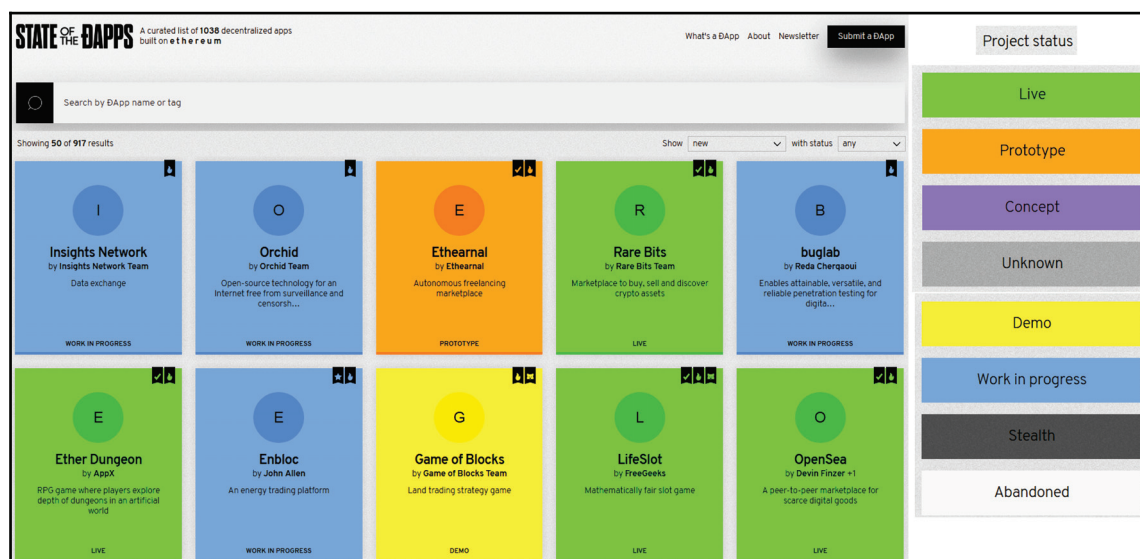 STATE OF THE ĐAPPS
A curated list of 1038 decentralized apps
built on ethereum
What's a ĐApp About Newsletter Submit a ĐApp
Search by ĐApp name or tag
Showing 50 of 917 results
Show new with status any
I
Insights Network
by Insights Network Team
Data exchange
WORK IN PROGRESS
O
Orchid
by Orchid Team
Open-source technology for an
Internet free from surveillance and
censorsh...
WORK IN PROGRESS
E
Ethearnal
by Ethearnal
Autonomous freelancing
marketplace
PROTOTYPE
R
Rare Bits
by Rare Bits Team
Marketplace to buy, sell and discover
crypto assets
LIVE
B
buglab
by Reda Cherqaoui
Enables attainable, versatile, and
reliable penetration testing for
digita...
WORK IN PROGRESS
E
Ether Dungeon
by AppX
RPG game where players explore
depth of dungeons in an artificial
world
LIVE
E
Enbloc
by John Allen
An energy trading platform
WORK IN PROGRESS
G
Game of Blocks
by Game of Blocks Team
Land trading strategy game
DEMO
L
LifeSlot
by FreeGeeks
Mathematically fair slot game
LIVE
O
OpenSea
by Devin Finzer +1
A peer-to-peer marketplace for
scarce digital goods
LIVE
Project status
Live
Prototype
Concept
Unknown
Demo
Work in progress
Stealth
Abandoned